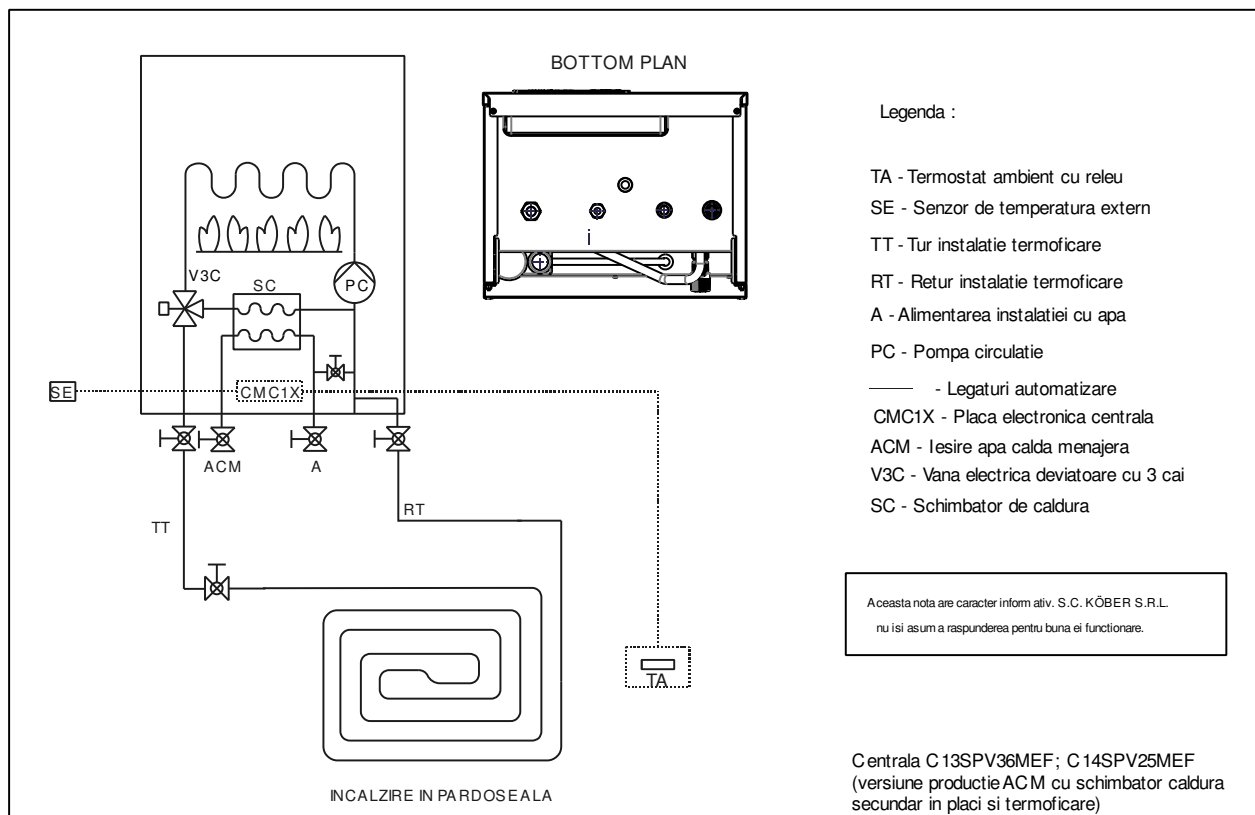 BOTTOM PLAN
V3C
SC
PC
SE
CMC1X
ACM
A
TT
RT
TA
i
INCALZIRE IN PARDOSEALA
Legenda :
TA - Termostat ambient cu releu
SE - Senzor de temperatura extern
TT - Tur instalatie termoficare
RT - Retur instalatie termoficare
A - Alimentarea instalatiei cu apa
PC - Pompa circulatie
- Legaturi automatizare
CMC1X - Placa electronica centrala
ACM - Iesire apa calda menajera
V3C - Vana electrica deviatoare cu 3 cai
SC - Schimbator de caldura
Aceasta nota are caracter informativ. S.C. KÖBER S.R.L.
nu isi asuma raspunderea pentru buna ei functionare.
Centrala C13SPV36MEF; C14SPV25MEF
(versiune productie ACM cu schimbator caldura
secundar in placi si termoficare)